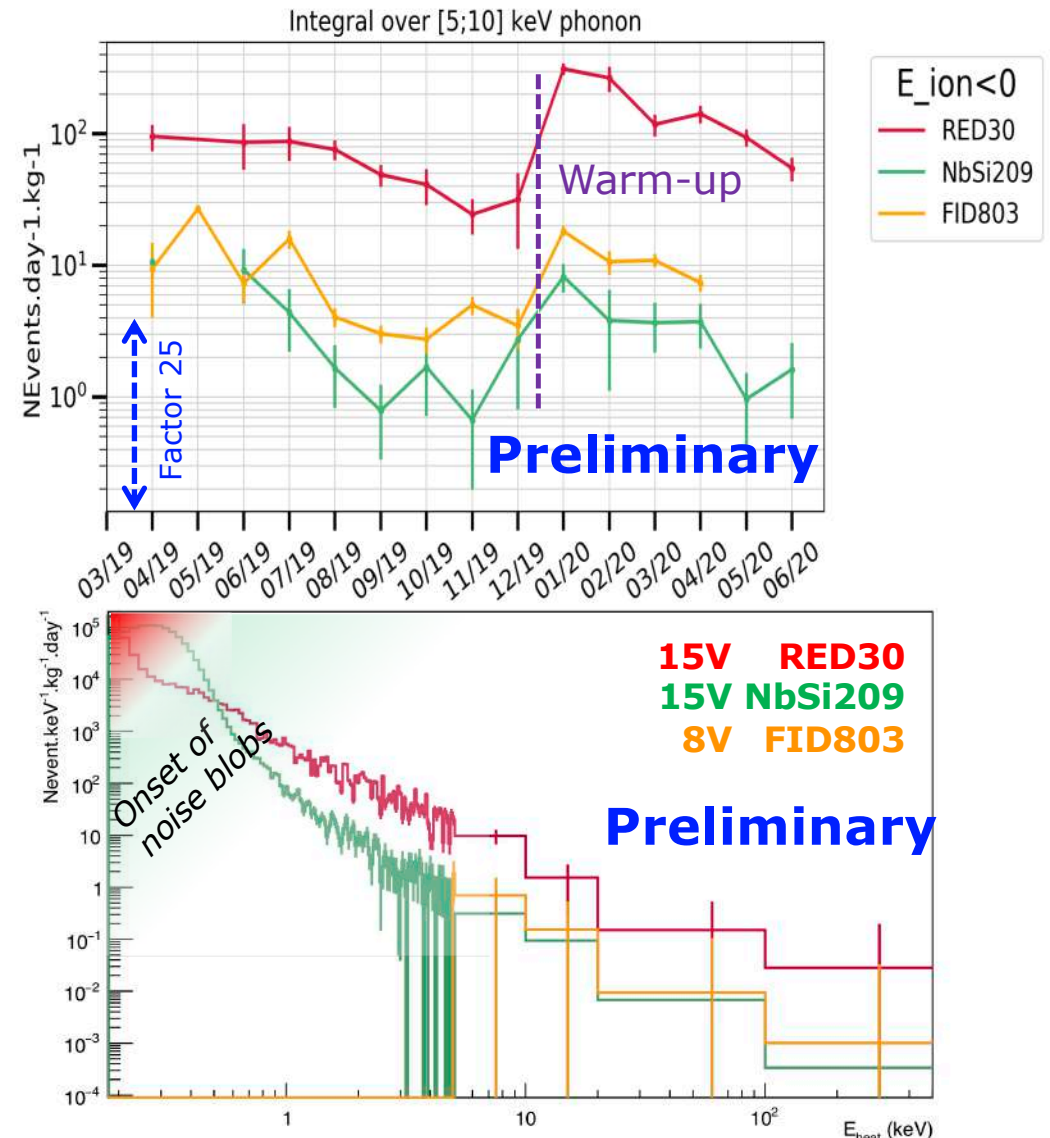 Integral over [5;10] keV phonon
NEvents.day-1.kg-1
10²
10¹
10⁰
Factor 25
Warm-up
Preliminary
E_ion<0
RED30
NbSi209
FID803
03/19
04/19
05/19
06/19
07/19
08/19
09/19
10/19
11/19
12/19
01/20
02/20
03/20
04/20
05/20
06/20
Nevent.keV⁻¹.kg⁻¹.day⁻¹
10⁵
10⁴
10³
10²
10
1
10⁻¹
10⁻²
10⁻³
10⁻⁴
Onset of
noise blobs
15V RED30
15V NbSi209
8V FID803
Preliminary
1
10
10²
E_heat (keV)